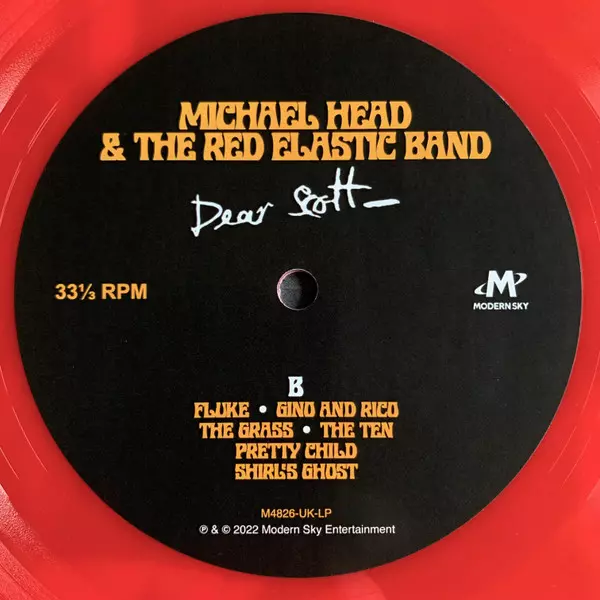 MICHAEL HEAD
& THE RED ELASTIC BAND
Dear Scott_
33⅓ RPM
M
MODERN SKY
B
FLUKE • GINO AND RICO
THE GRASS • THE TEN
PRETTY CHILD
SHIRL'S GHOST
M4826-UK-LP
℗ & © 2022 Modern Sky Entertainment